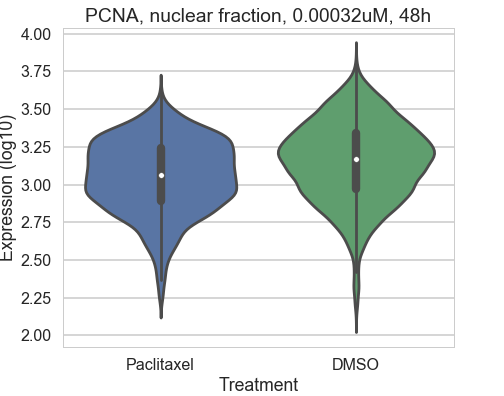 PCNA, nuclear fraction, 0.00032uM, 48h
4.00
3.75
3.50
3.25
3.00
2.75
2.50
2.25
2.00
Expression (log10)
Paclitaxel
DMSO
Treatment